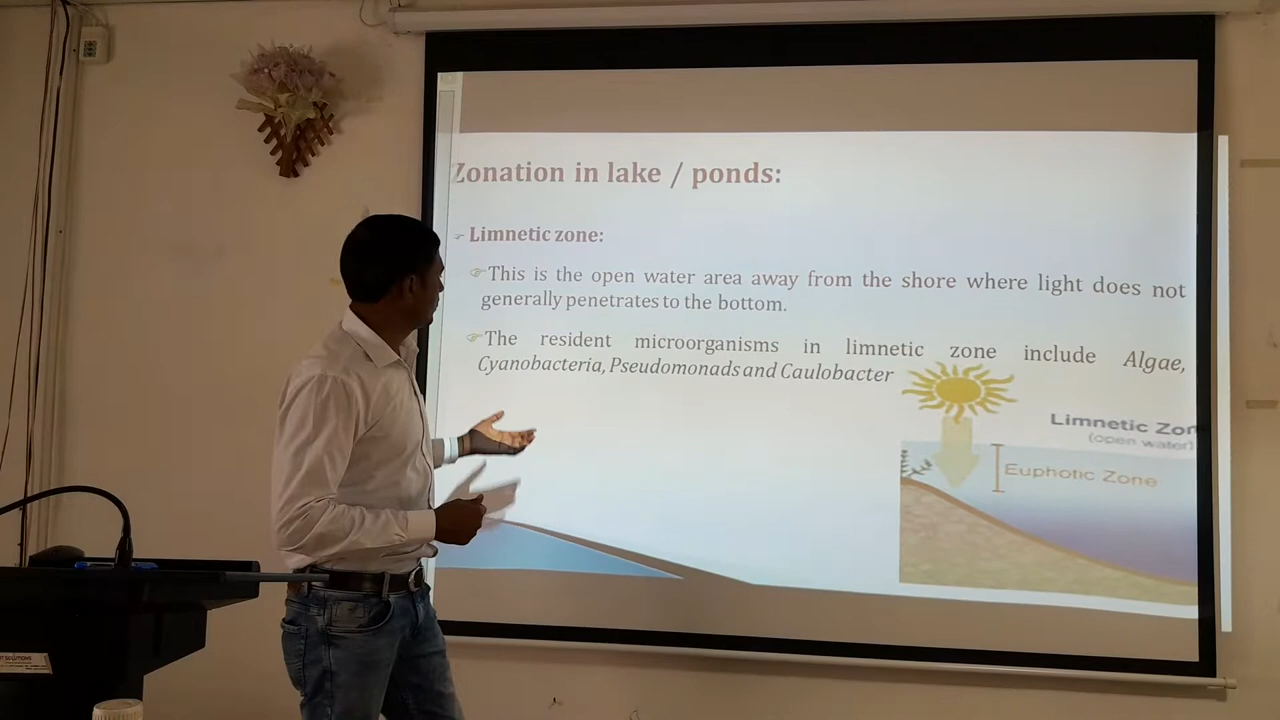 Zonation in lake / ponds:
Limnetic zone:
This is the open water area away from the shore where light does not
generally penetrates to the bottom.
The resident microorganisms in limnetic zone include Algae,
Cyanobacteria, Pseudomonads and Caulobacter
Limnetic Zon
(open water)
Euphotic Zone